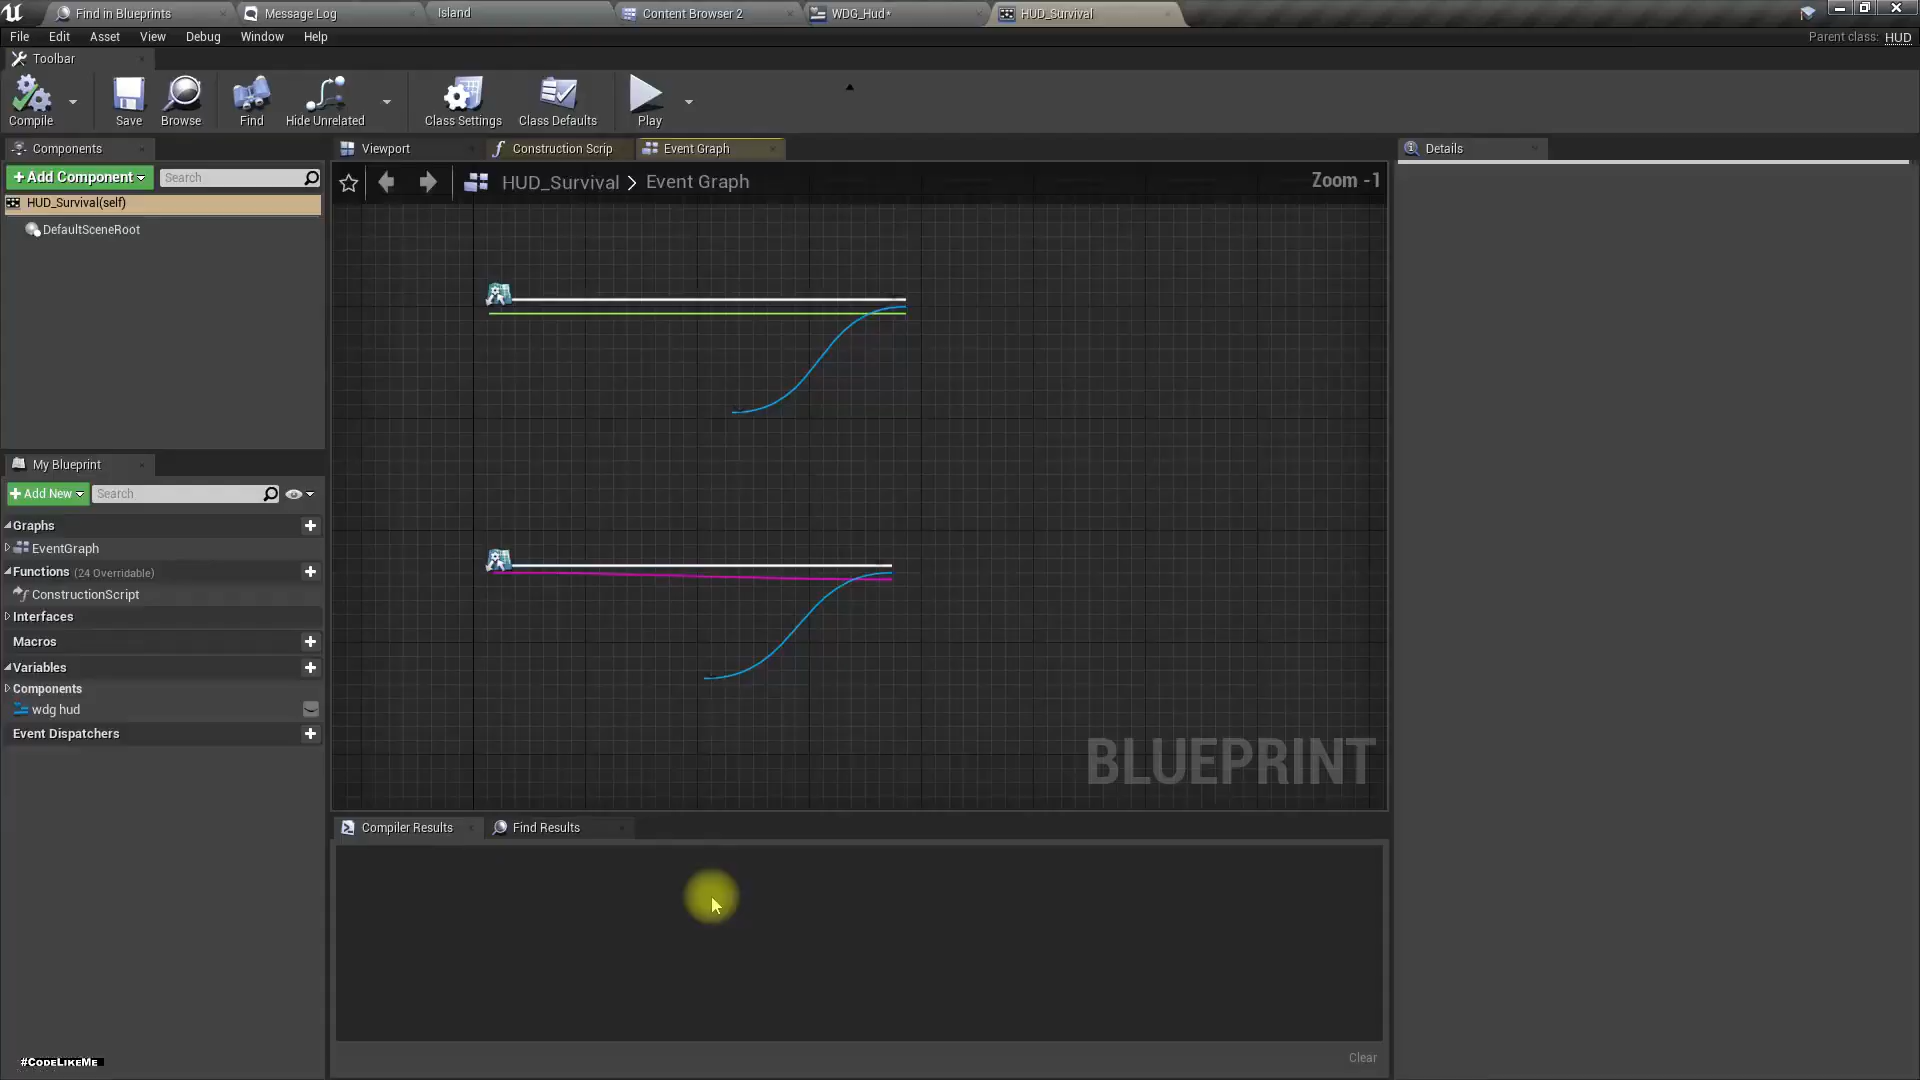 Find in Blueprints
Message Log
Island
Content Browser 2
WDG_Hud*
HUD_Survival
File
Edit
Asset
View
Debug
Window
Help
Parent class: HUD
Toolbar
Compile
Save
Browse
Find
Hide Unrelated
Class Settings
Class Defaults
Play
Components
Viewport
Construction Scrip
Event Graph
Details
+ Add Component
Search
HUD_Survival > Event Graph
Zoom -1
HUD_Survival(self)
DefaultSceneRoot
My Blueprint
+ Add New
Search
Graphs
EventGraph
Functions (24 Overridable)
ConstructionScript
Interfaces
Macros
Variables
Components
wdg hud
Event Dispatchers
BLUEPRINT
Compiler Results
Find Results
Clear
#CodeLikeMe